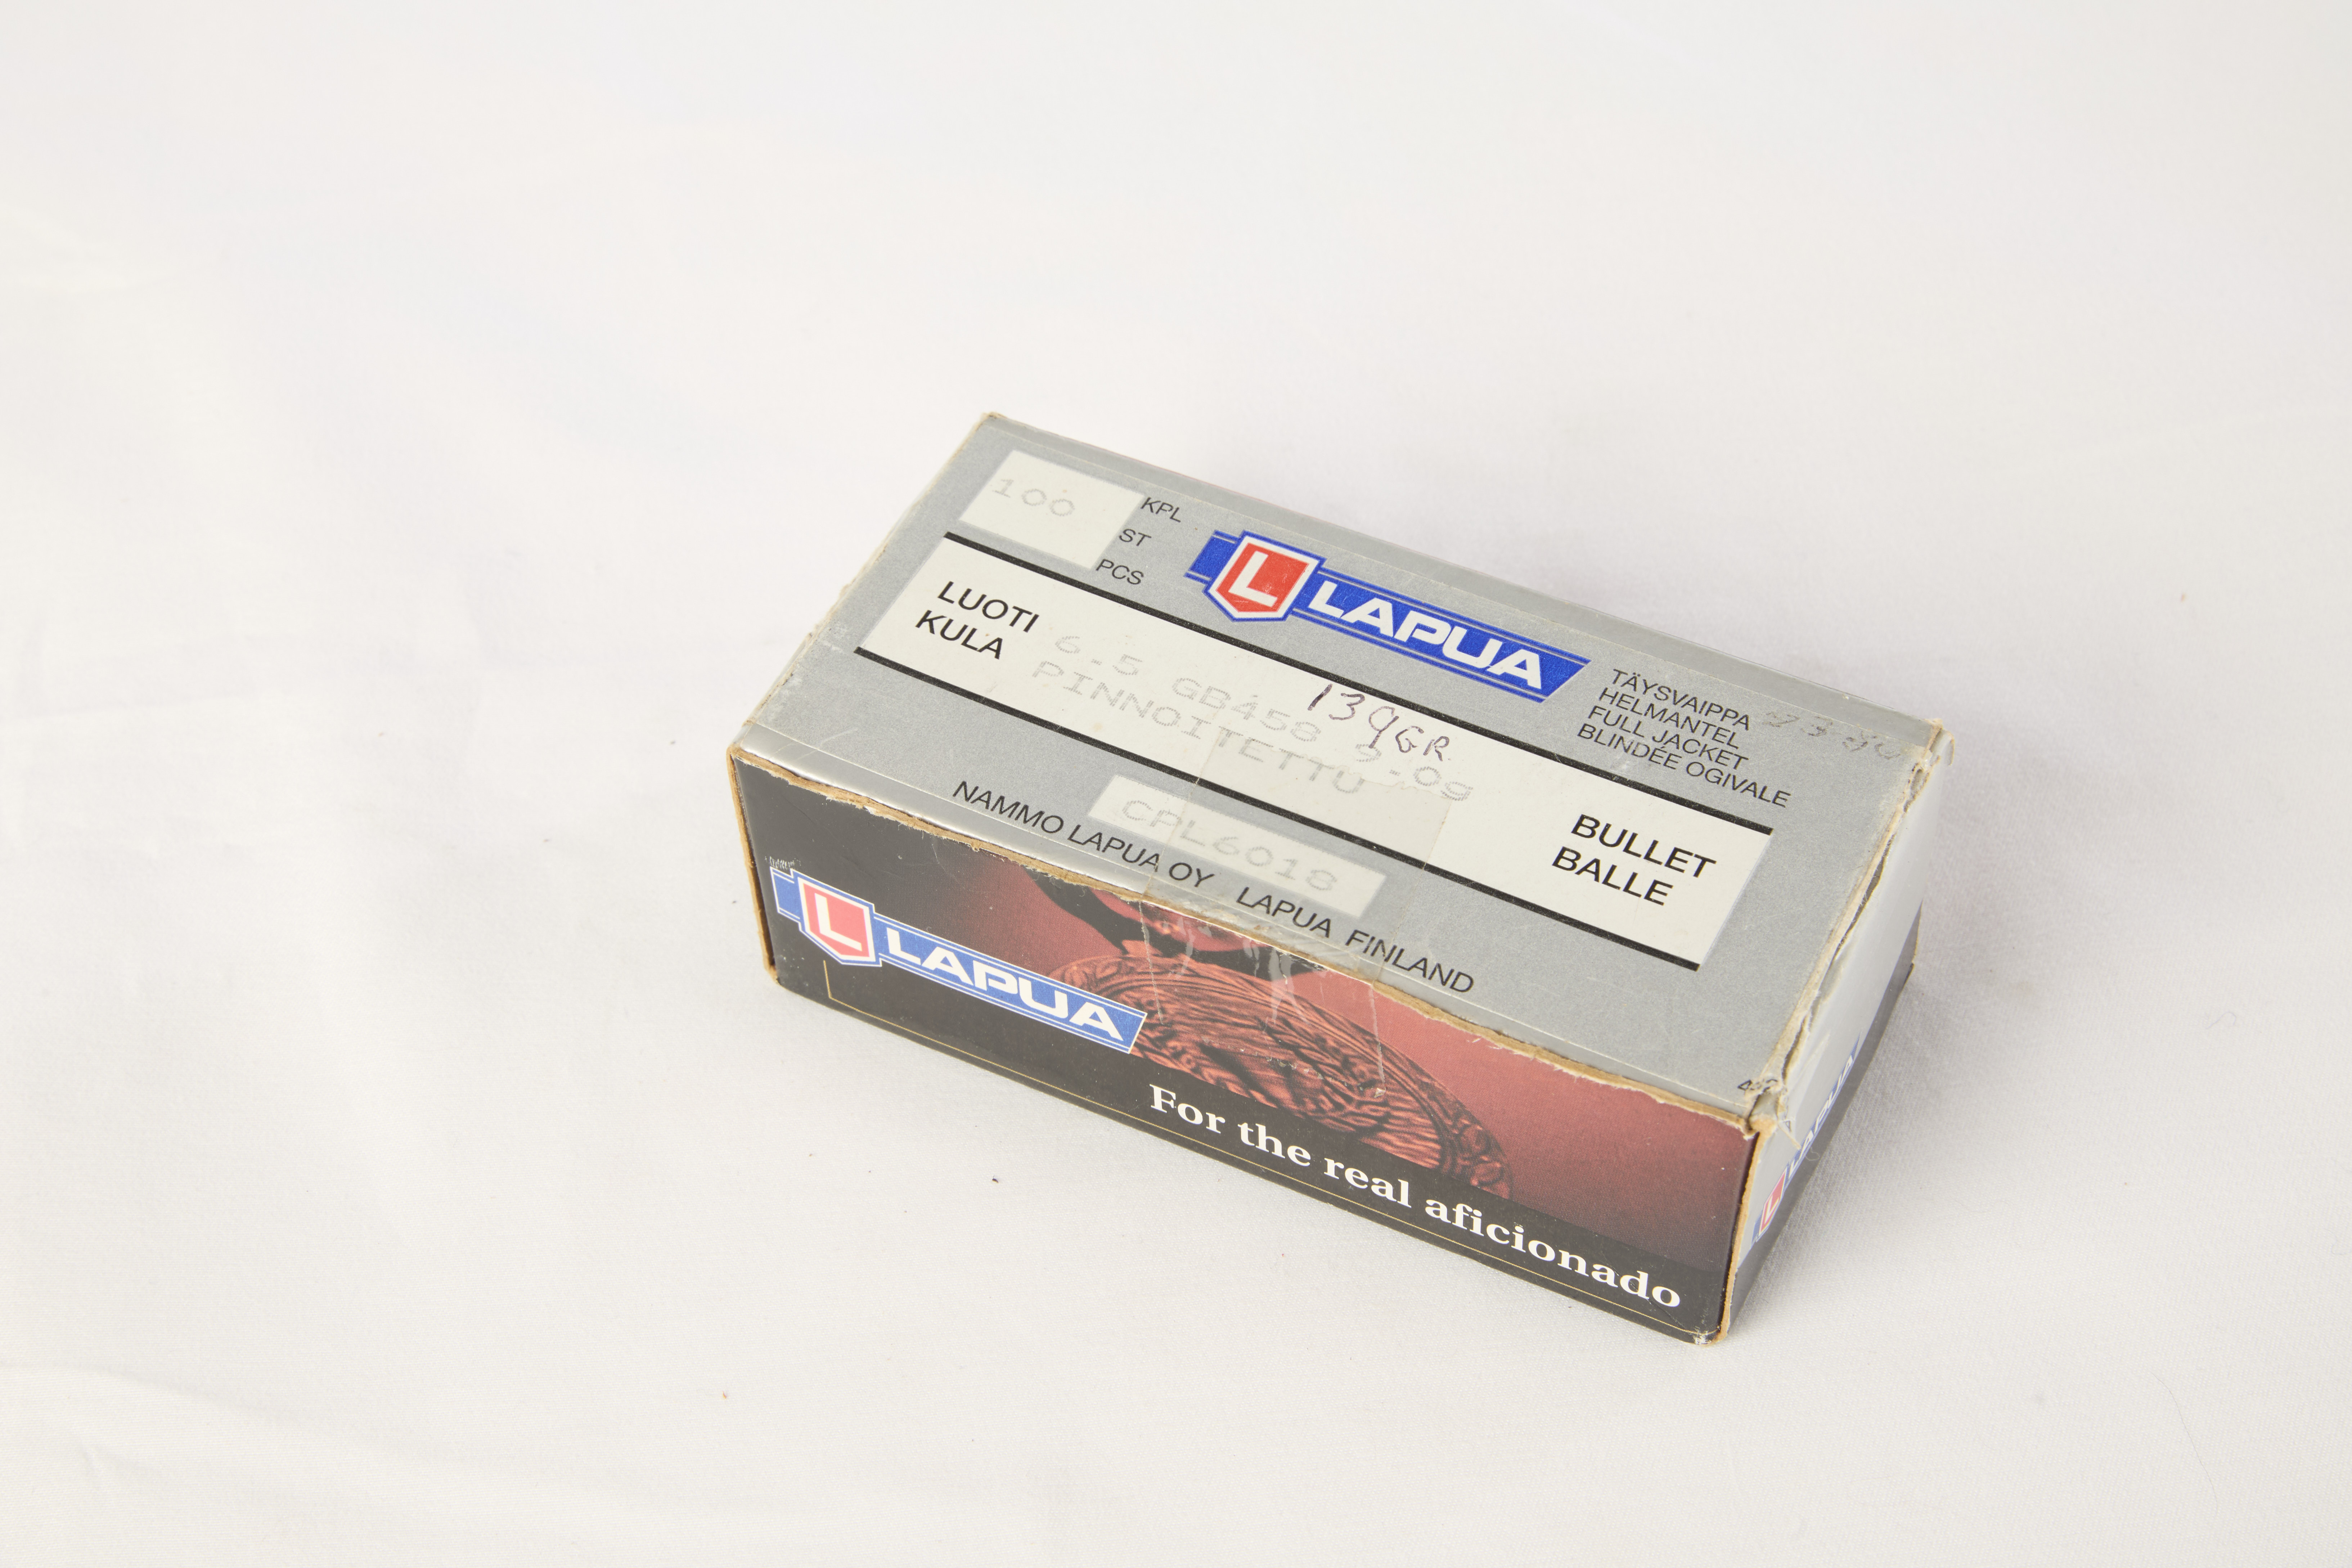 100
KPL
ST
PCS
L LAPUA
TÄYSVAIPPA
HELMANTEL
FULL JACKET
BLINDÉE OGIVALE
LUOTI
KULA
6.5 GB458 9.0g
PINNOITETTU
139GR
BULLET
BALLE
CPL6018
NAMMO LAPUA OY LAPUA FINLAND
L LAPUA
For the real aficionado
L LAPUA